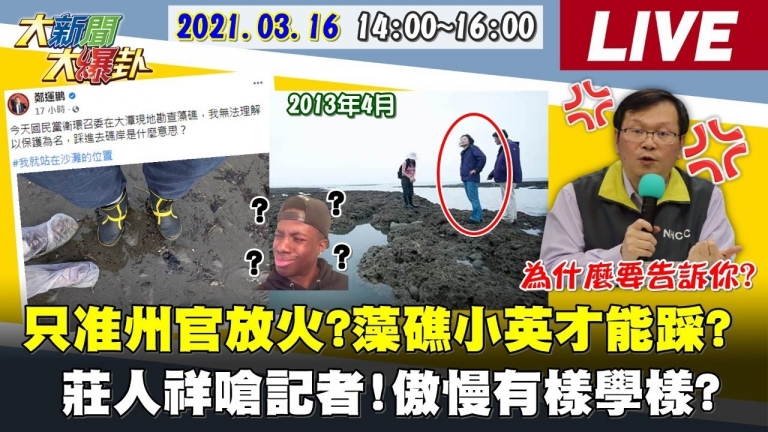 大新聞
大爆卦
2021.03.16 14:00~16:00
LIVE
鄭運鵬
17 小時
今天國民黨衛環召委在大潭現地勘查藻礁，我無法理解
以保護為名，踩進去礁岸是什麼意思？
#我就站在沙灘的位置
2013年4月
? ? ? ?
NHCC
為什麼要告訴你?
只准州官放火?藻礁小英才能踩?
莊人祥嗆記者!傲慢有樣學樣?